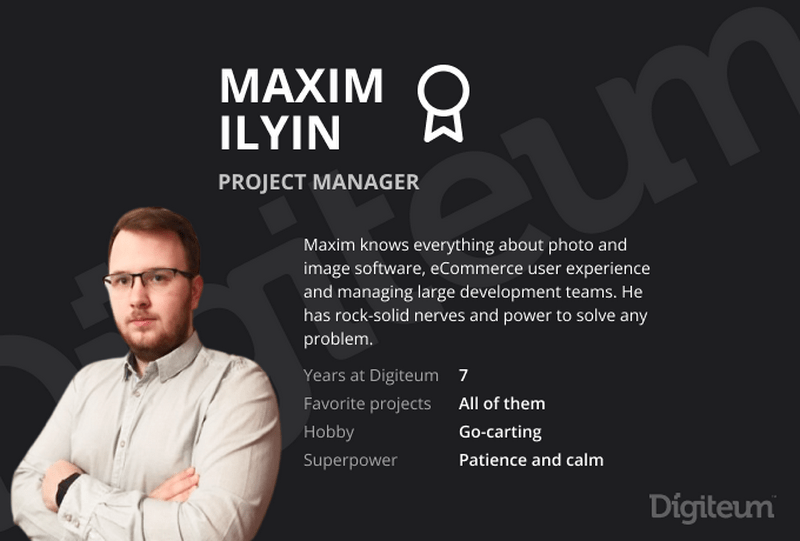 MAXIM
ILYIN
PROJECT MANAGER
Maxim knows everything about photo and
image software, eCommerce user experience
and managing large development teams. He
has rock-solid nerves and power to solve any
problem.
Years at Digiteum 7
Favorite projects All of them
Hobby Go-carting
Superpower Patience and calm
Digiteum™
Digiteum